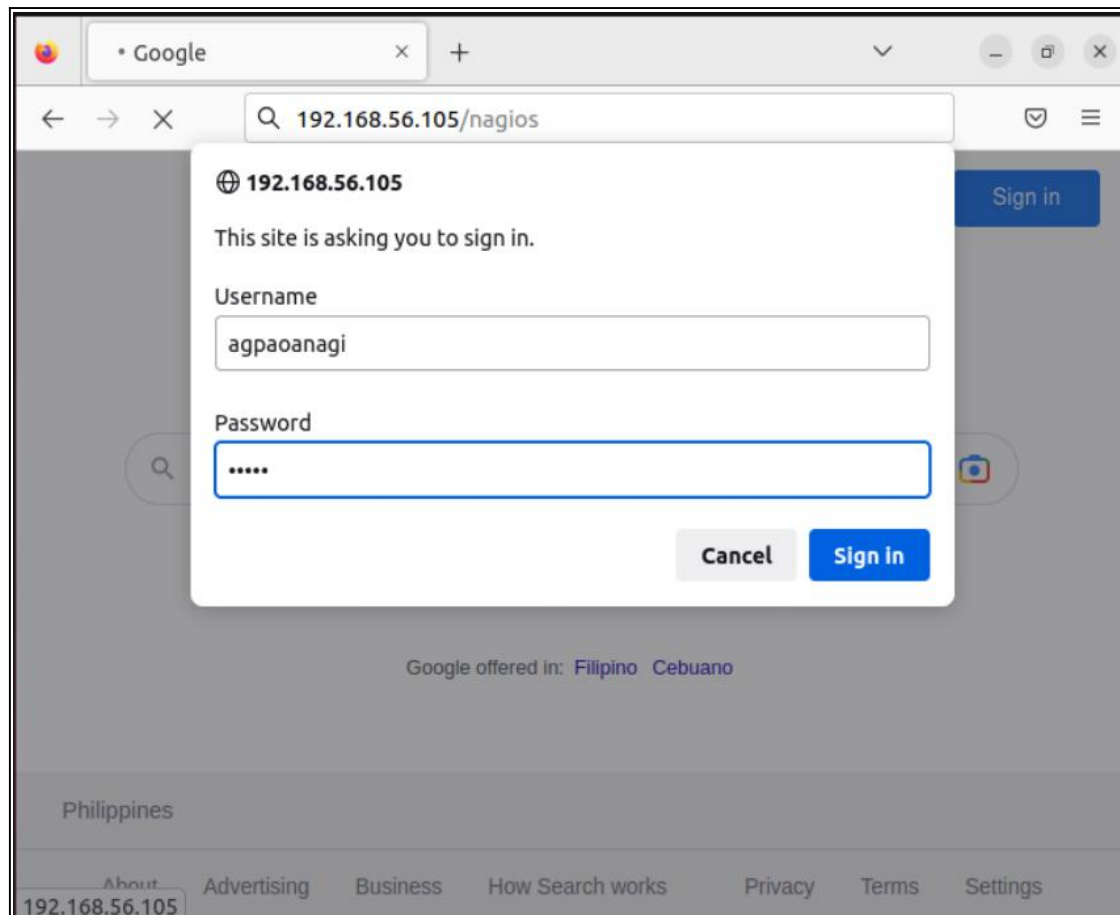 • Google
192.168.56.105/nagios
192.168.56.105
Sign in
This site is asking you to sign in.
Username
agpaoanagi
Password
•••••
Cancel Sign in
Google offered in: Filipino Cebuano
Philippines
About Advertising Business How Search works Privacy Terms Settings
192.168.56.105